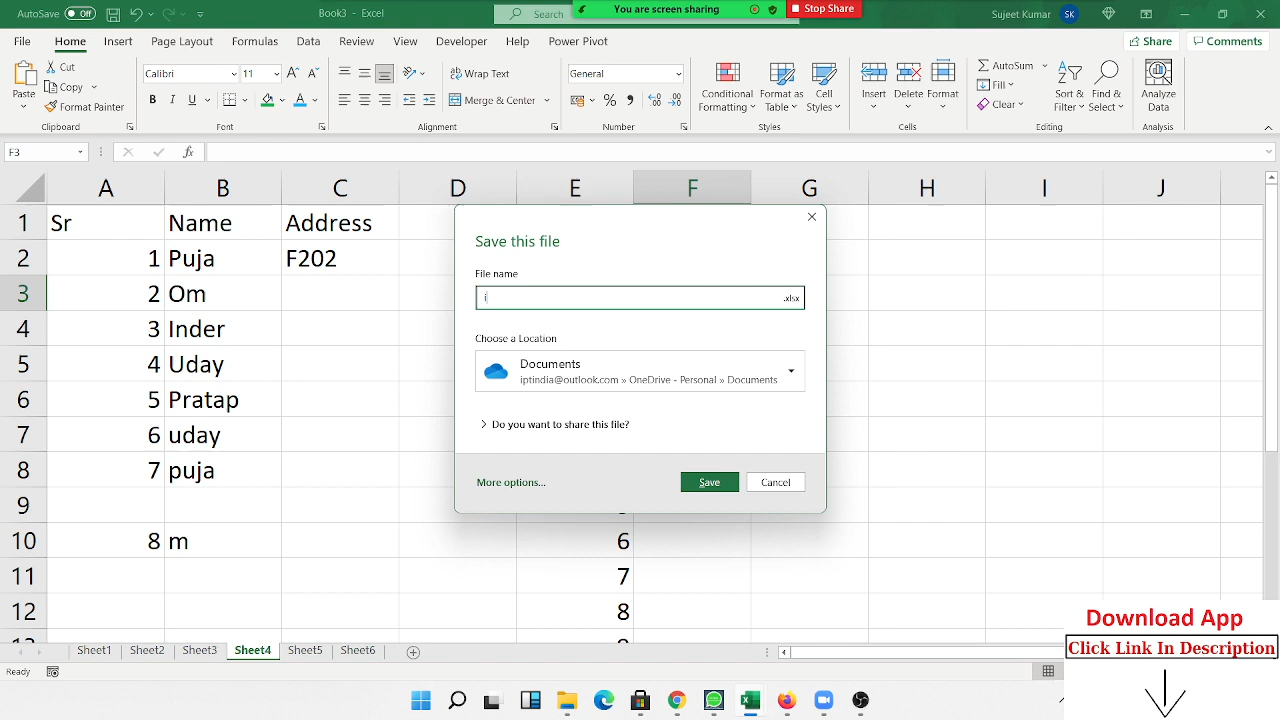 AutoSave Off Book3 - Excel Search You are screen sharing Stop Share Sujeet Kumar SK
File Home Insert Page Layout Formulas Data Review View Developer Help Power Pivot Share Comments
Paste Cut Copy Format Painter Clipboard
Calibri 11 B I U Font
Wrap Text Merge & Center Alignment
General Number
Conditional Formatting Format as Table Cell Styles Styles
Insert Delete Format Cells
AutoSum Fill Clear Sort & Filter Find & Select Editing
Analyze Data Analysis
F3 fx
A B C D E F G H I J
1 Sr Name Address
2 1 Puja F202
3 2 Om
4 3 Inder
5 4 Uday
6 5 Pratap
7 6 uday
8 7 puja
9
10 8 m 6
11 7
12 8
Save this file
File name
i .xlsx
Choose a Location
Documents
iptindia@outlook.com » OneDrive - Personal » Documents
Do you want to share this file?
More options... Save Cancel
Sheet1 Sheet2 Sheet3 Sheet4 Sheet5 Sheet6
Ready
Download App
Click Link In Description